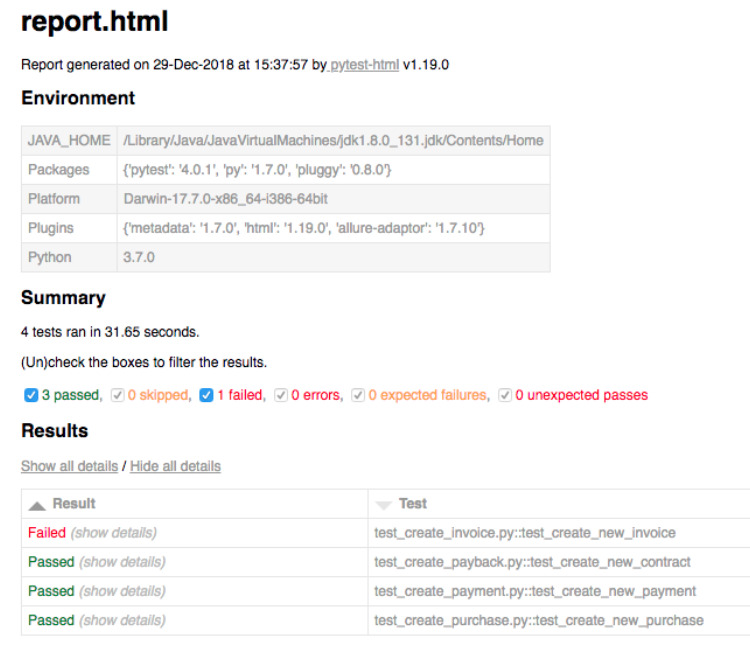 report.html
Report generated on 29-Dec-2018 at 15:37:57 by pytest-html v1.19.0
Environment
JAVA_HOME /Library/Java/JavaVirtualMachines/jdk1.8.0_131.jdk/Contents/Home
Packages {'pytest': '4.0.1', 'py': '1.7.0', 'pluggy': '0.8.0'}
Platform Darwin-17.7.0-x86_64-i386-64bit
Plugins {'metadata': '1.7.0', 'html': '1.19.0', 'allure-adaptor': '1.7.10'}
Python 3.7.0
Summary
4 tests ran in 31.65 seconds.
(Un)check the boxes to filter the results.
3 passed, 0 skipped, 1 failed, 0 errors, 0 expected failures, 0 unexpected passes
Results
Show all details / Hide all details
Result Test
Failed (show details) test_create_invoice.py::test_create_new_invoice
Passed (show details) test_create_payback.py::test_create_new_contract
Passed (show details) test_create_payment.py::test_create_new_payment
Passed (show details) test_create_purchase.py::test_create_new_purchase